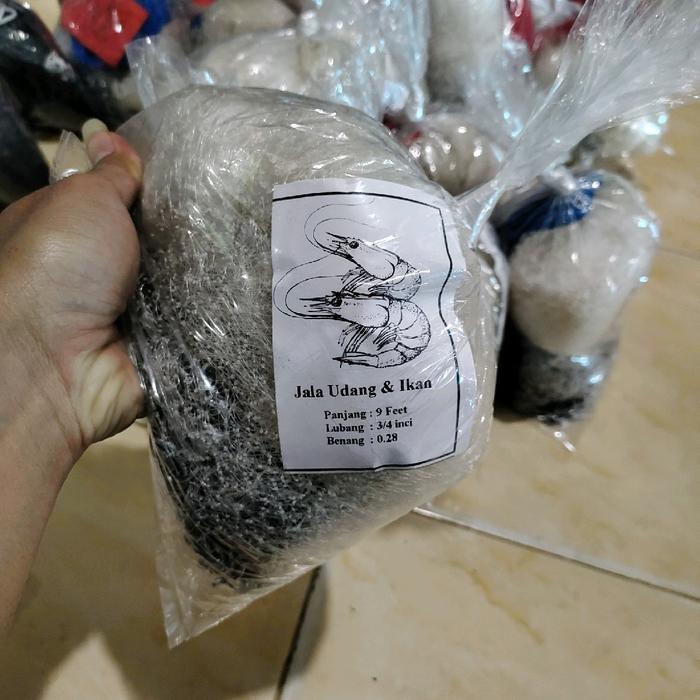 Jala Udang & Ikan
Panjang : 9 Feet
Lubang : 3/4 inci
Benang : 0.28